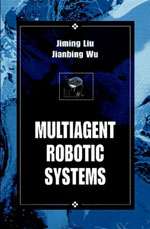 Jiming Liu
Jianbing Wu
MULTIAGENT
ROBOTIC
SYSTEMS